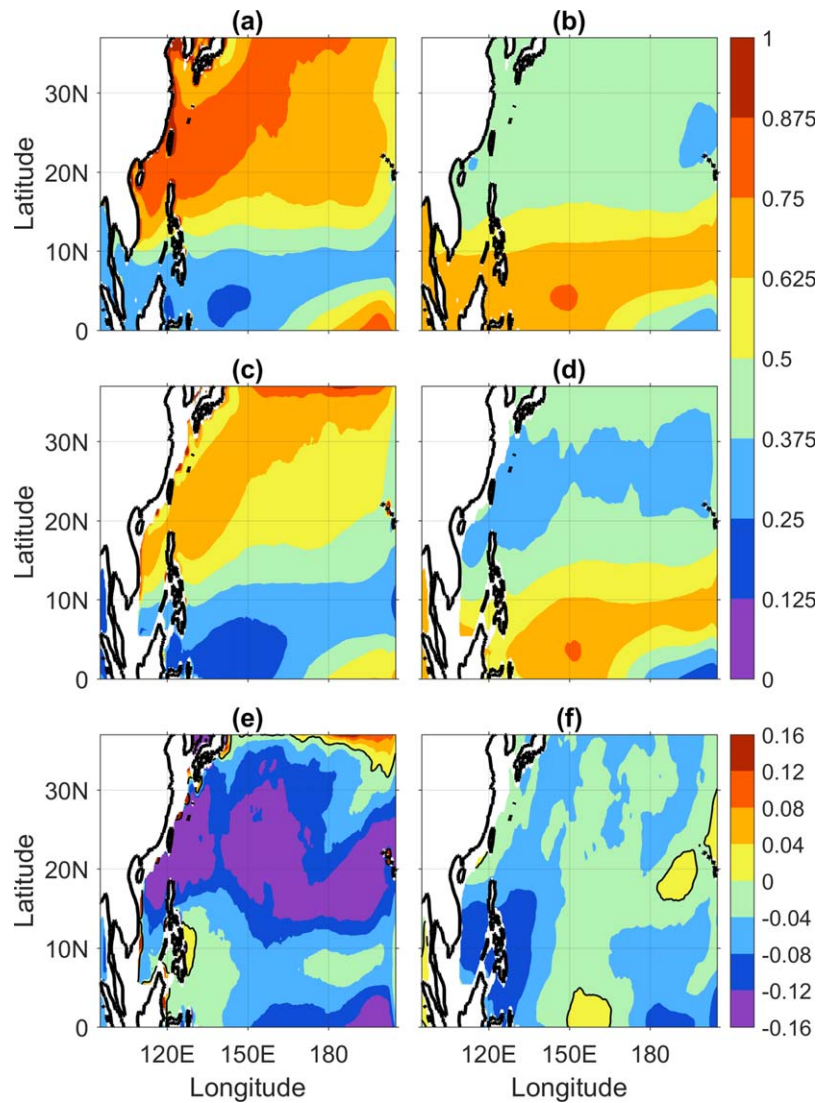 (a) (b)
1
30N 0.875
20N 0.75
10N 0.625
0 0.5
Latitude
(c) (d)
30N 0.375
20N 0.25
10N 0.125
0 0
Latitude
(e) (f)
0.16
30N 0.12
0.08
20N 0.04
0
10N -0.04
-0.08
-0.12
0 -0.16
Latitude
120E 150E 180 120E 150E 180
Longitude Longitude